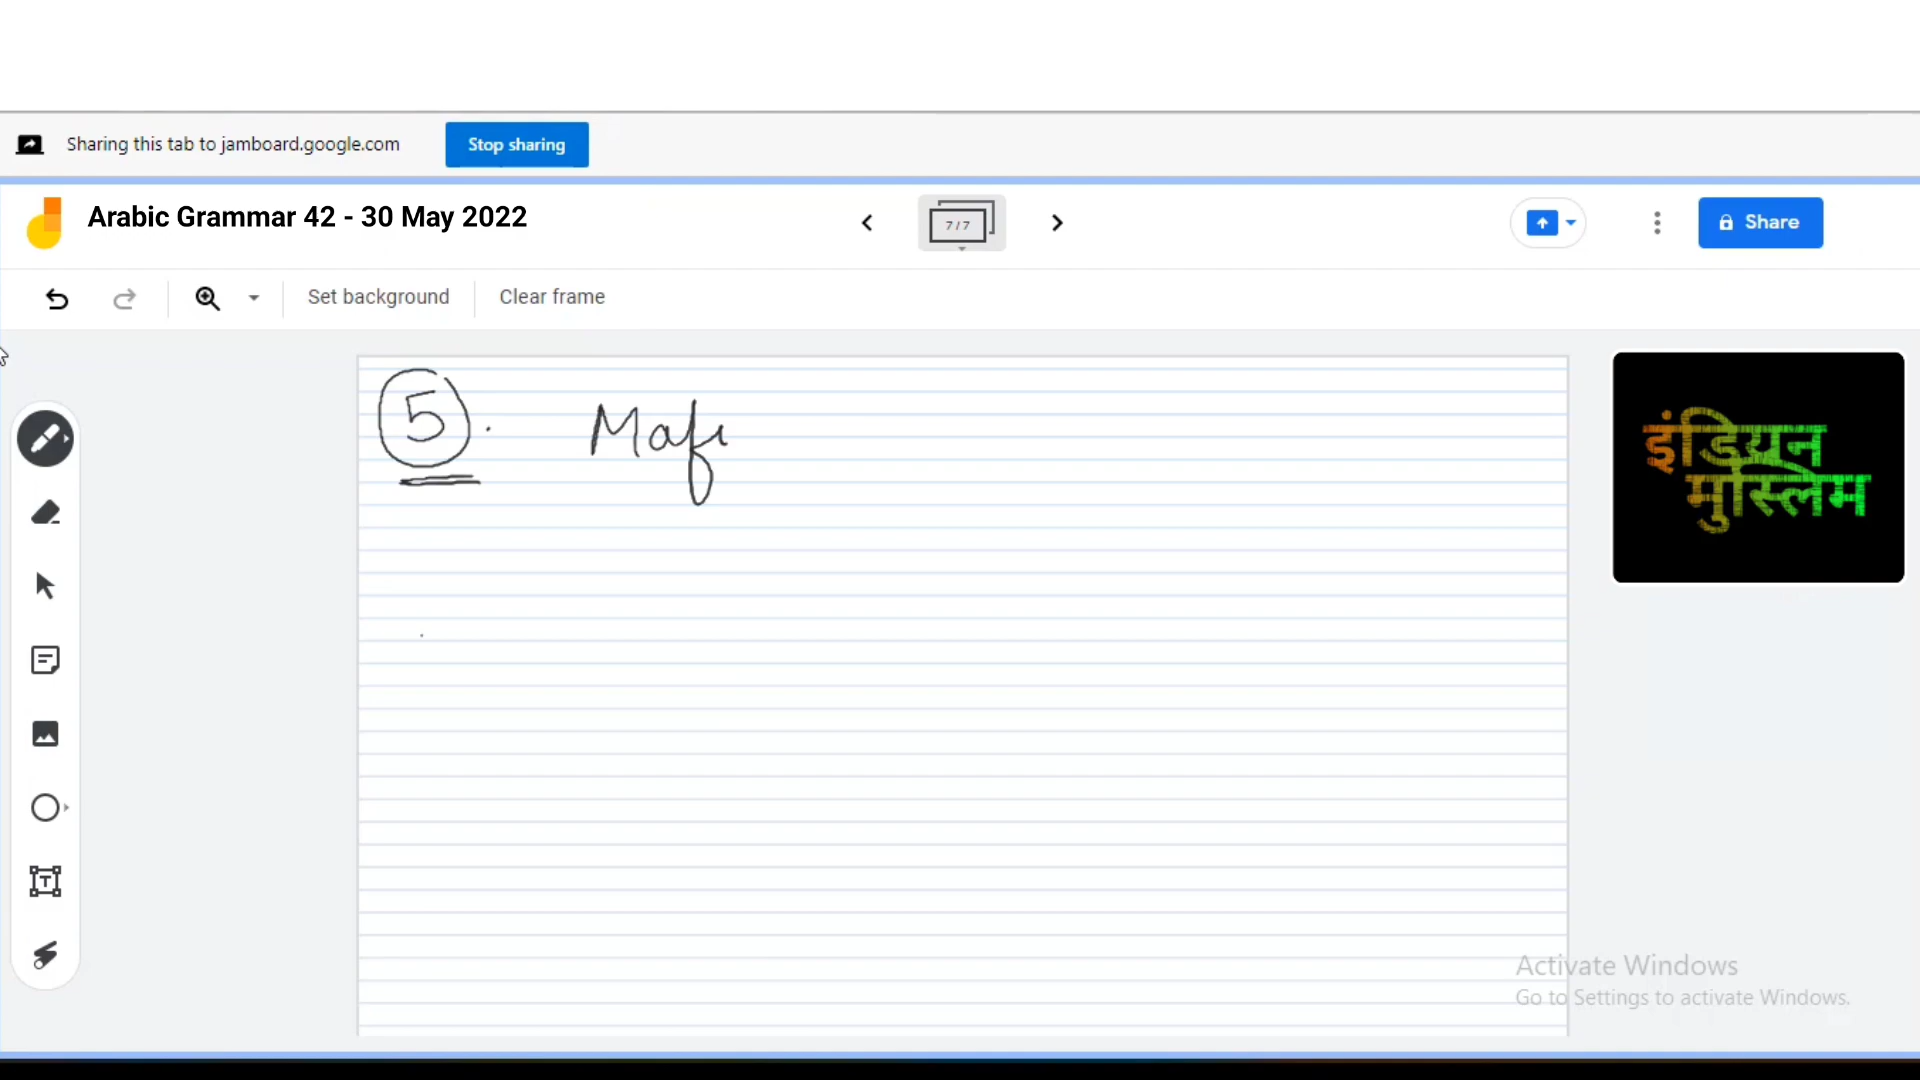 Sharing this tab to jamboard.google.com
Stop sharing
Arabic Grammar 42 - 30 May 2022
7/7
Share
Set background
Clear frame
5. Mafi
इंडियन
मुस्लिम
T
Activate Windows
Go to Settings to activate Windows.